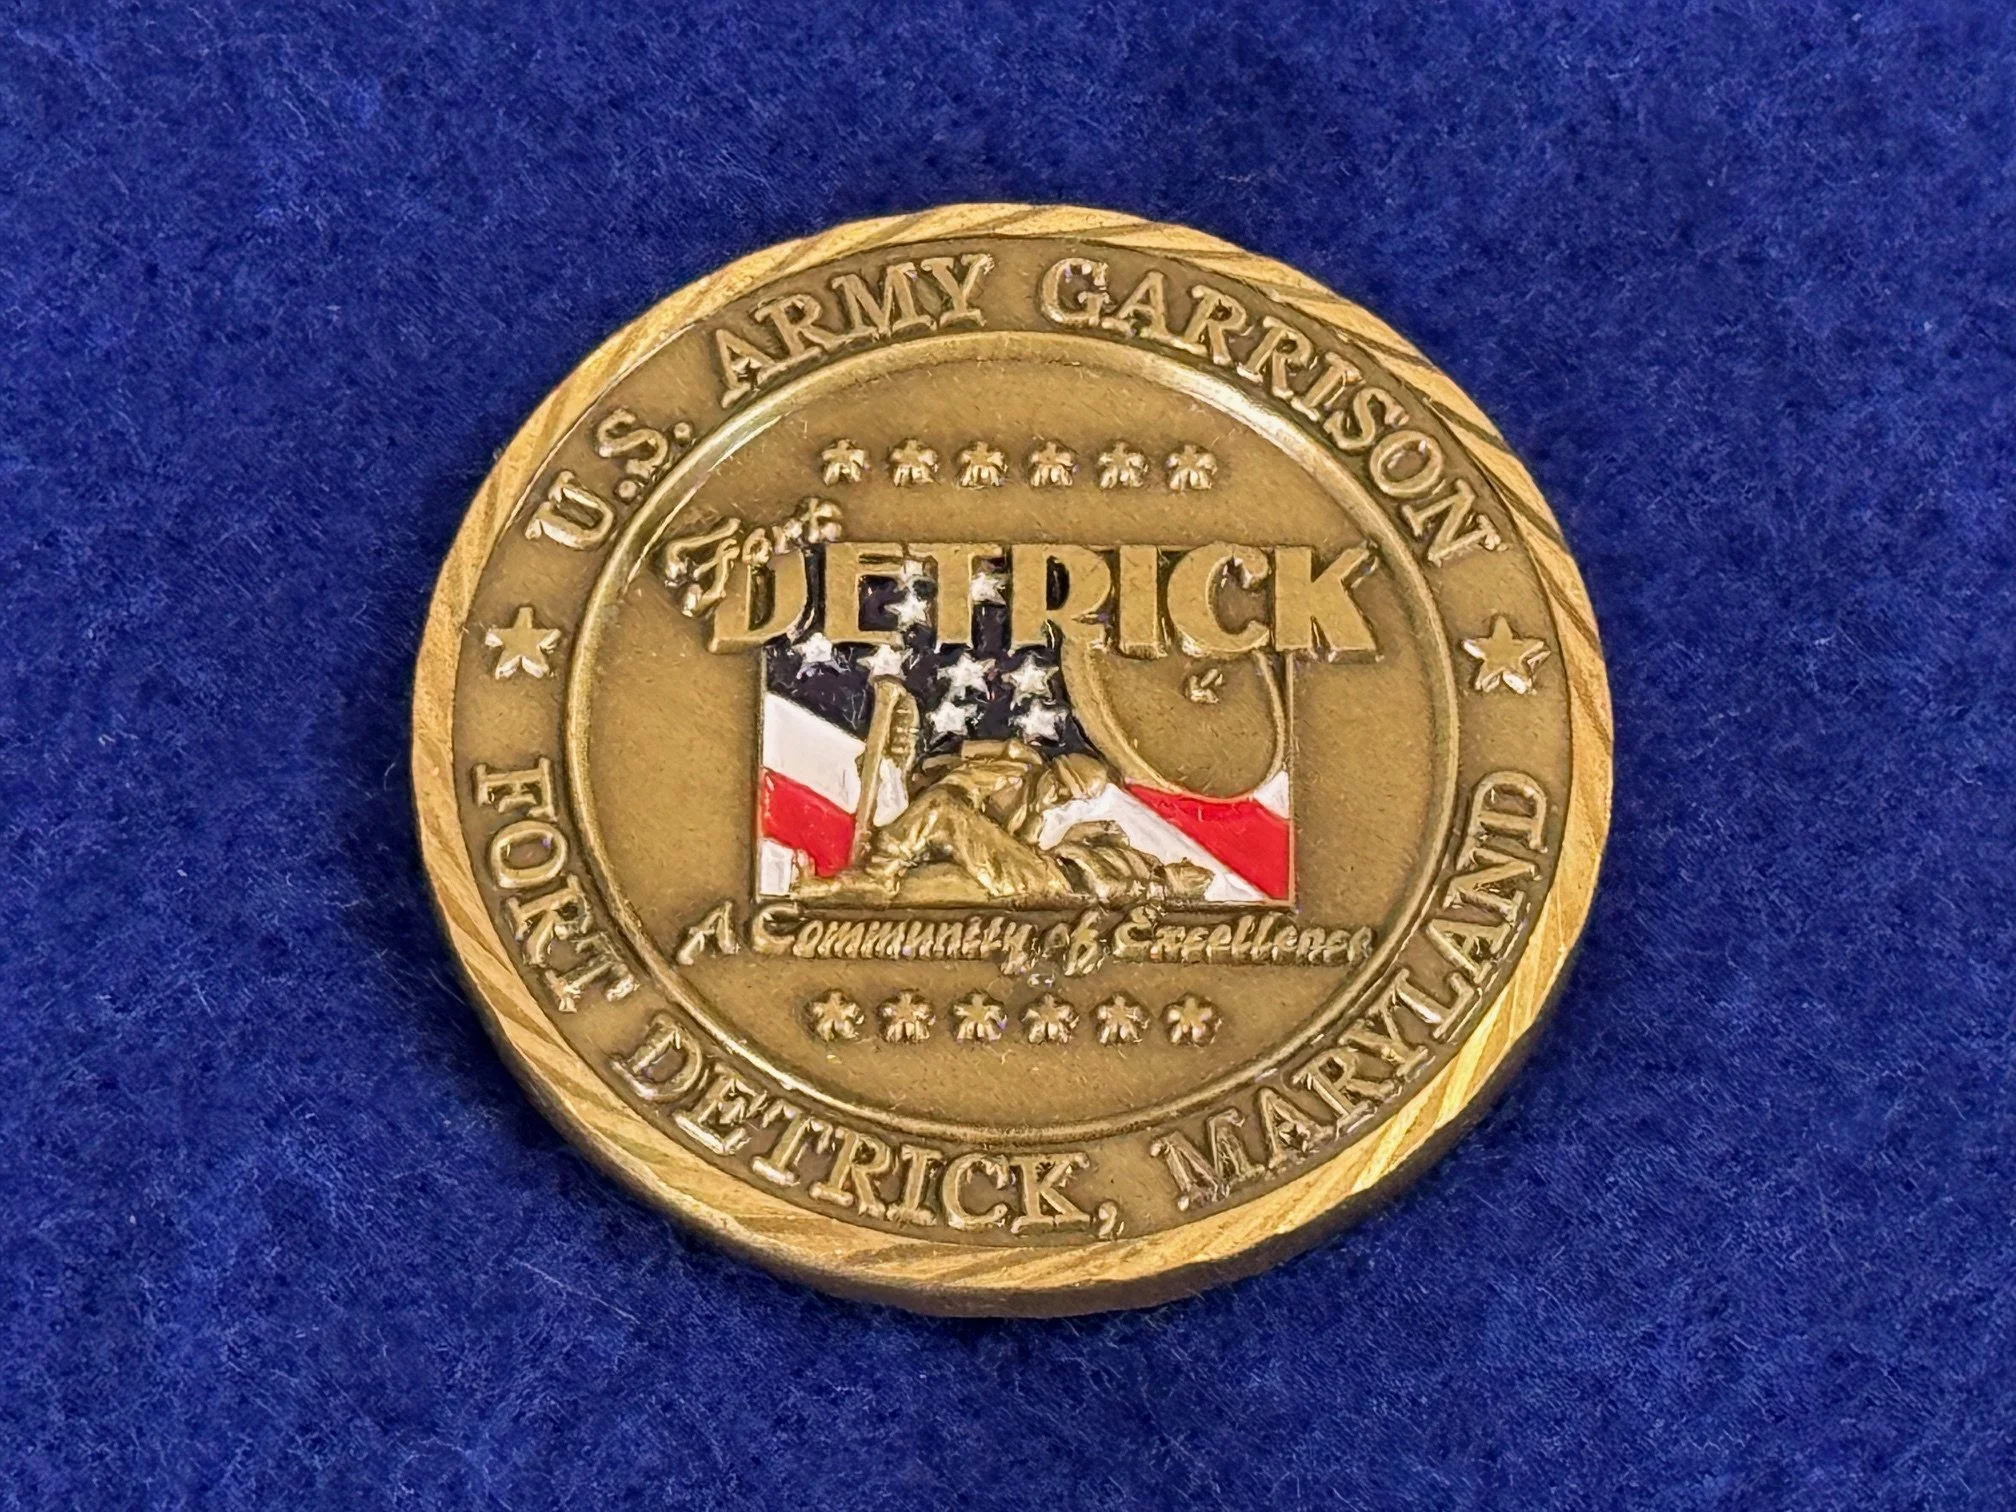 U.S. ARMY GARRISON
Fort
DETRICK
A Community of Excellence
FORT DETRICK, MARYLAND